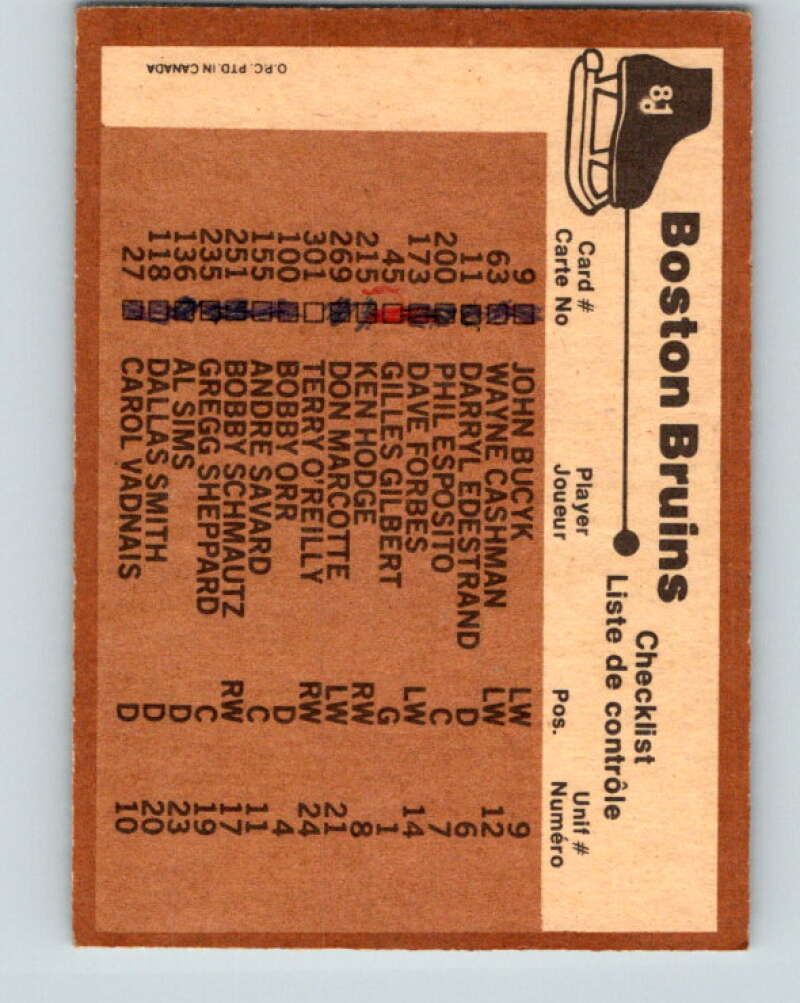 81
Boston Bruins
Checklist
Liste de contrôle
Card # Player Pos. Unif #
Carte No Joueur Numéro
9 JOHN BUCYK LW 9
63 WAYNE CASHMAN LW 12
11 DARRYL EDESTRAND D 6
200 PHIL ESPOSITO C 7
173 DAVE FORBES LW 14
45 GILLES GILBERT G 1
215 KEN HODGE RW 8
269 DON MARCOTTE LW 21
301 TERRY O'REILLY RW 24
100 BOBBY ORR D 4
155 ANDRE SAVARD C 11
251 BOBBY SCHMAUTZ RW 17
235 GREGG SHEPPARD C 19
136 AL SIMS D 23
118 DALLAS SMITH D 20
27 CAROL VADNAIS D 10
O.P.C. PTD. IN CANADA